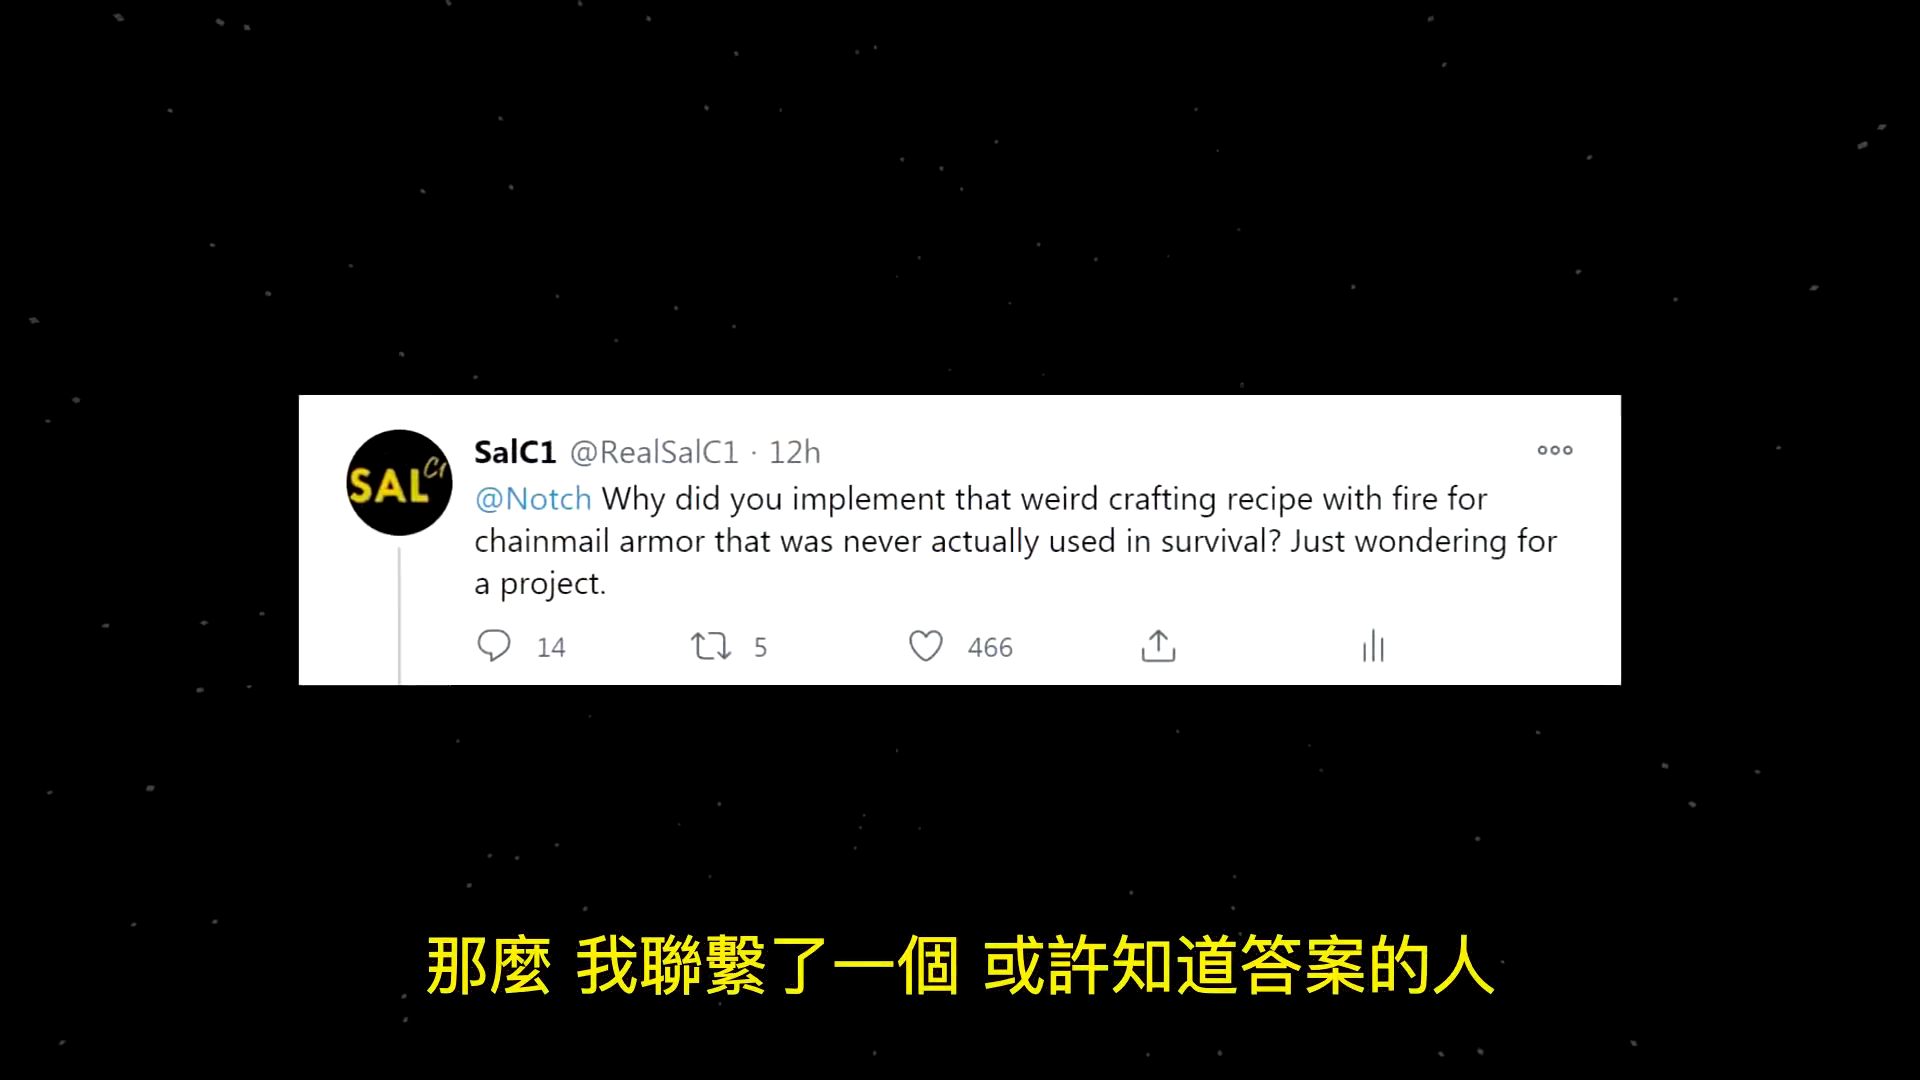 SAL C1
SalC1 @RealSalC1 · 12h
@Notch Why did you implement that weird crafting recipe with fire for
chainmail armor that was never actually used in survival? Just wondering for
a project.
14 5 466
那麼 我聯繫了一個 或許知道答案的人